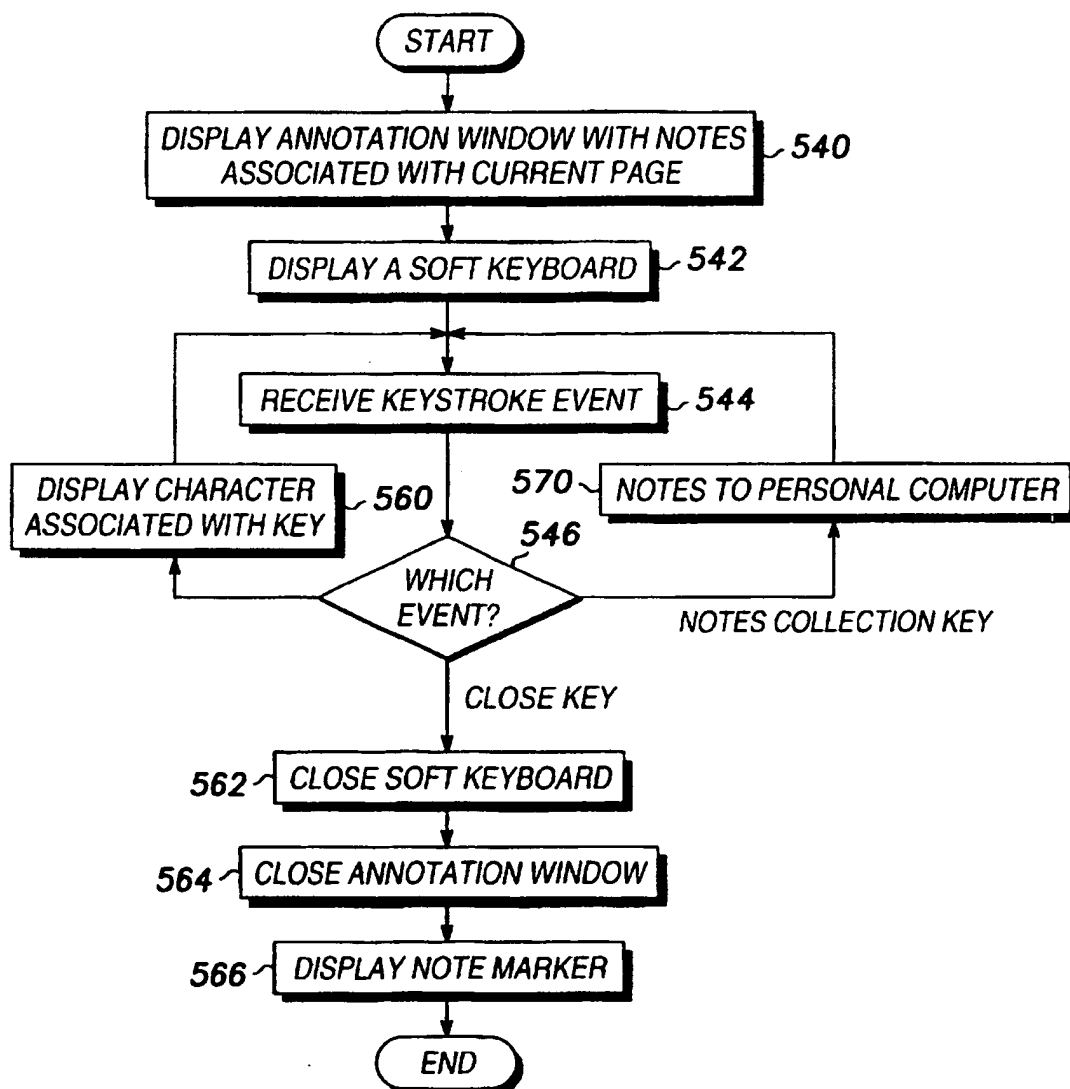 START
DISPLAY ANNOTATION WINDOW WITH NOTES
ASSOCIATED WITH CURRENT PAGE
540
DISPLAY A SOFT KEYBOARD
542
RECEIVE KEYSTROKE EVENT
544
DISPLAY CHARACTER
ASSOCIATED WITH KEY
560
570
NOTES TO PERSONAL COMPUTER
546
WHICH
EVENT?
NOTES COLLECTION KEY
CLOSE KEY
562
CLOSE SOFT KEYBOARD
564
CLOSE ANNOTATION WINDOW
566
DISPLAY NOTE MARKER
END